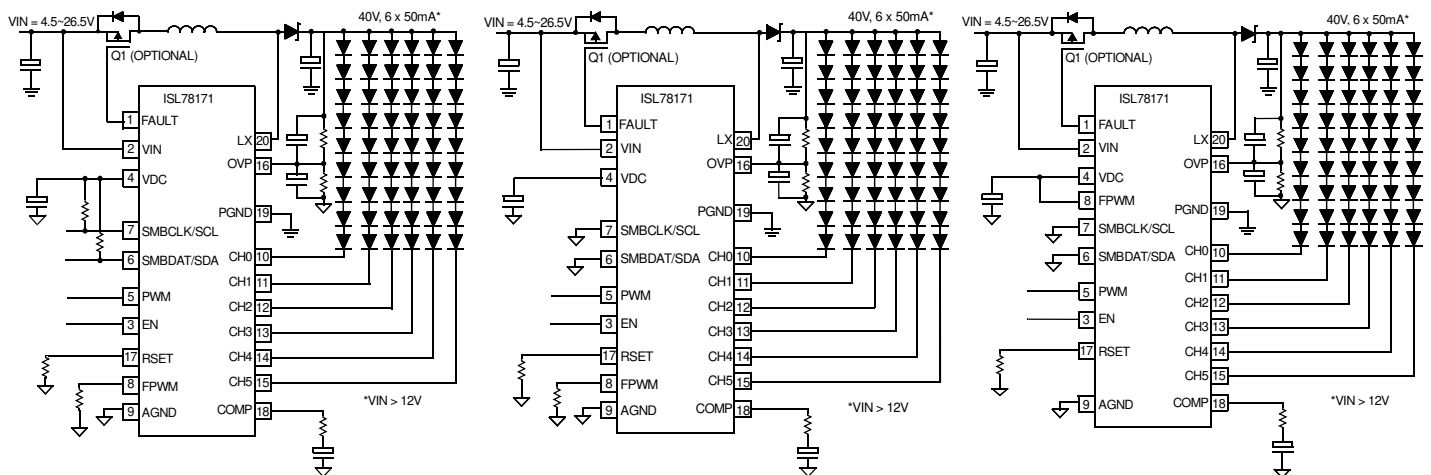 VIN = 4.5~26.5V
40V, 6 x 50mA*
Q1 (OPTIONAL)
ISL78171
1 FAULT
LX 20
2 VIN
OVP 16
4 VDC
PGND 19
7 SMBCLK/SCL
6 SMBDAT/SDA
CH0 10
CH1 11
5 PWM
CH2 12
3 EN
CH3 13
17 RSET
CH4 14
8 FPWM
CH5 15
*VIN > 12V
9 AGND
COMP 18
VIN = 4.5~26.5V
40V, 6 x 50mA*
Q1 (OPTIONAL)
ISL78171
1 FAULT
LX 20
2 VIN
OVP 16
4 VDC
PGND 19
7 SMBCLK/SCL
6 SMBDAT/SDA
CH0 10
CH1 11
5 PWM
CH2 12
3 EN
CH3 13
17 RSET
CH4 14
8 FPWM
CH5 15
*VIN > 12V
9 AGND
COMP 18
VIN = 4.5~26.5V
40V, 6 x 50mA*
Q1 (OPTIONAL)
ISL78171
1 FAULT
LX 20
2 VIN
OVP 16
4 VDC
8 FPWM
PGND 19
7 SMBCLK/SCL
6 SMBDAT/SDA
CH0 10
CH1 11
5 PWM
CH2 12
3 EN
CH3 13
17 RSET
CH4 14
CH5 15
*VIN > 12V
9 AGND
COMP 18